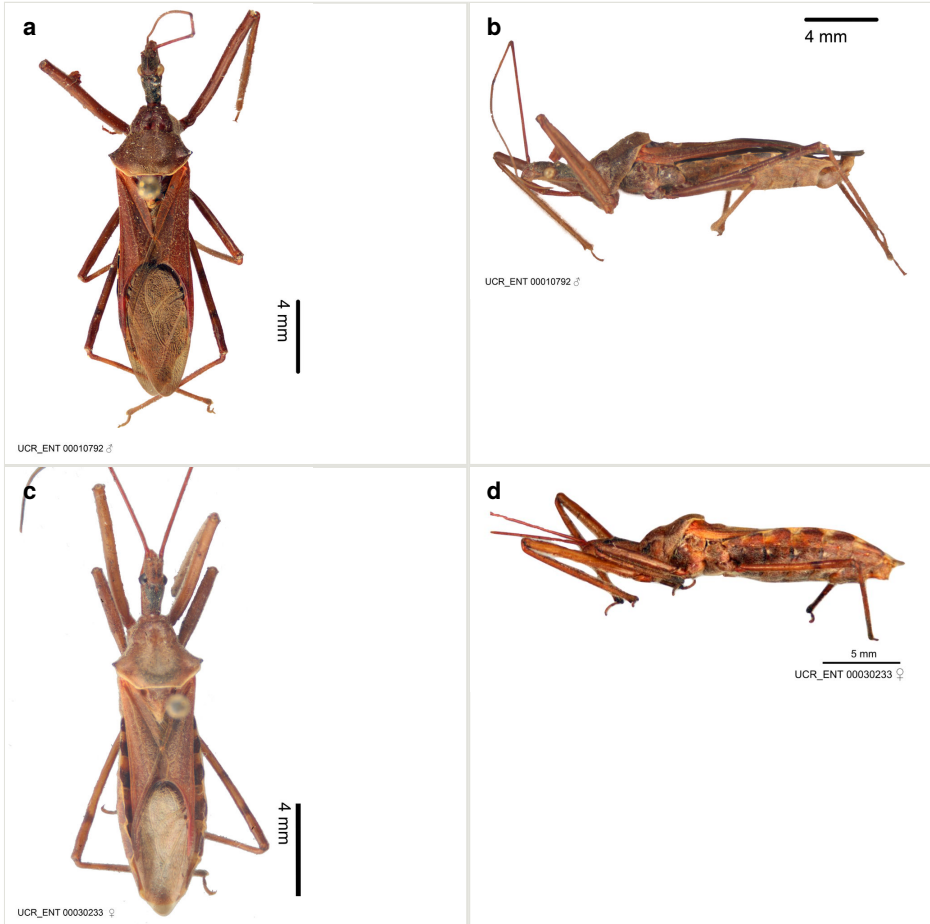 a
4 mm
UCR_ENT 00010792 ♂
b
4 mm
UCR_ENT 00010792 ♂
c
4 mm
UCR_ENT 00030233 ♀
d
5 mm
UCR_ENT 00030233 ♀